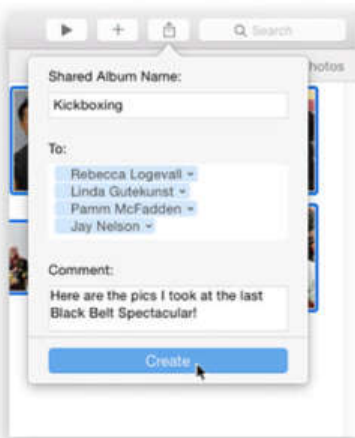 Search
hotos
Shared Album Name:
Kickboxing
To:
Rebecca Logevall
Linda Gutekunst
Pamm McFadden
Jay Nelson
Comment:
Here are the pics I took at the last
Black Belt Spectacular!
Create